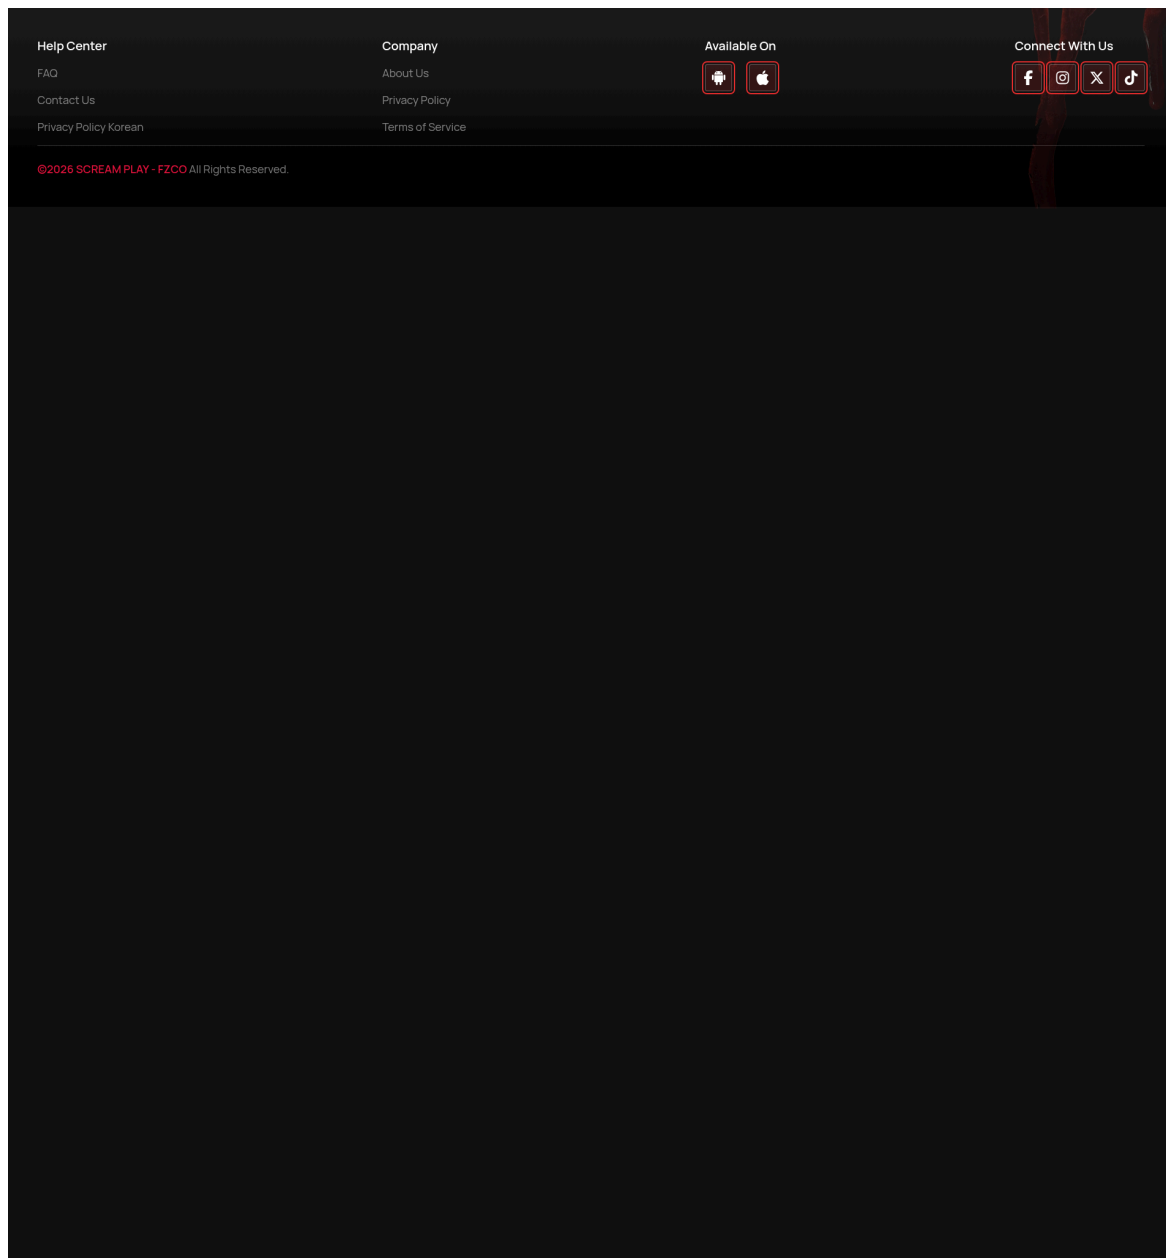 Help Center
FAQ
Contact Us
Privacy Policy Korean
Company
About Us
Privacy Policy
Terms of Service
Available On
Connect With Us
©2026 SCREAM PLAY - FZCO All Rights Reserved.